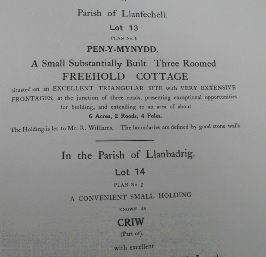 Parish of Llanfechell.
Lot 13
PLAN No. 1
PEN-Y-MYNYDD.
A Small Substantially Built Three Roomed
FREEHOLD COTTAGE
situated on an EXCELLENT TRIANGULAR SITE with VERY EXTENSIVE
FRONTAGES, at the junction of three roads, presenting exceptional opportunities
for building, and extending to an area of about
6 Acres, 2 Roods, 4 Poles.
The Holding is let to Mr. R. Williams. The boundaries are defined by good stone walls
In the Parish of Llanbadrig.
Lot 14
PLAN No. 2
A CONVENIENT SMALL HOLDING
KNOWN AS
CRIW
(Part of),
with excellent